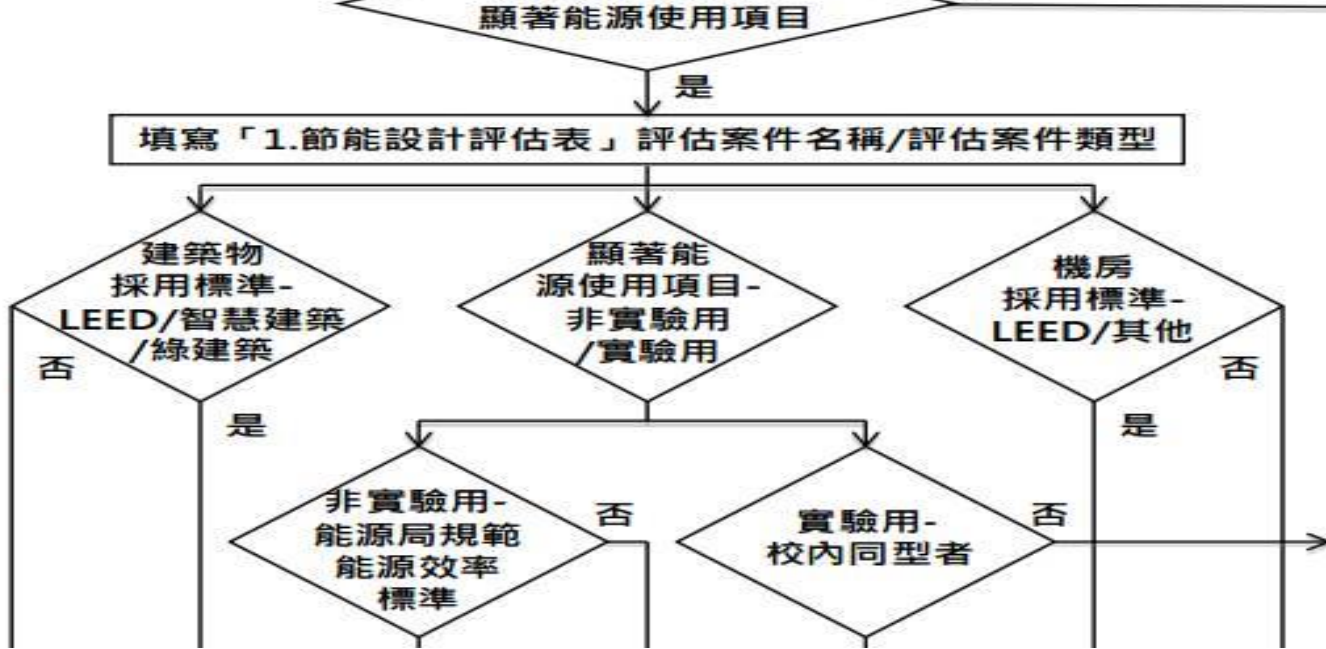 顯著能源使用項目
是
填寫「1.節能設計評估表」評估案件名稱/評估案件類型
建築物
採用標準-
LEED/智慧建築
/綠建築
否
是
顯著能
源使用項目-
非實驗用
/實驗用
機房
採用標準-
LEED/其他
否
是
非實驗用-
能源局規範
能源效率
標準
否
實驗用-
校內同型者
否